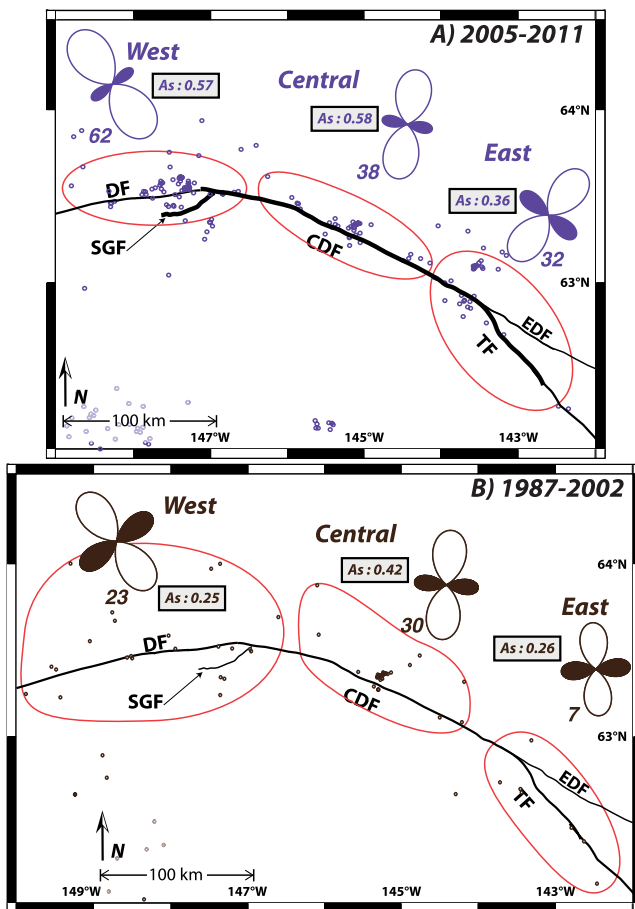 A) 2005-2011
West
As : 0.57
62
Central
As : 0.58
38
64°N
East
As : 0.36
32
DF
SGF
CDF
63°N
EDF
TF
N
100 km
147°W
145°W
143°W
B) 1987-2002
West
As : 0.25
23
Central
As : 0.42
30
64°N
East
As : 0.26
7
DF
SGF
CDF
63°N
EDF
TF
N
100 km
149°W
147°W
145°W
143°W